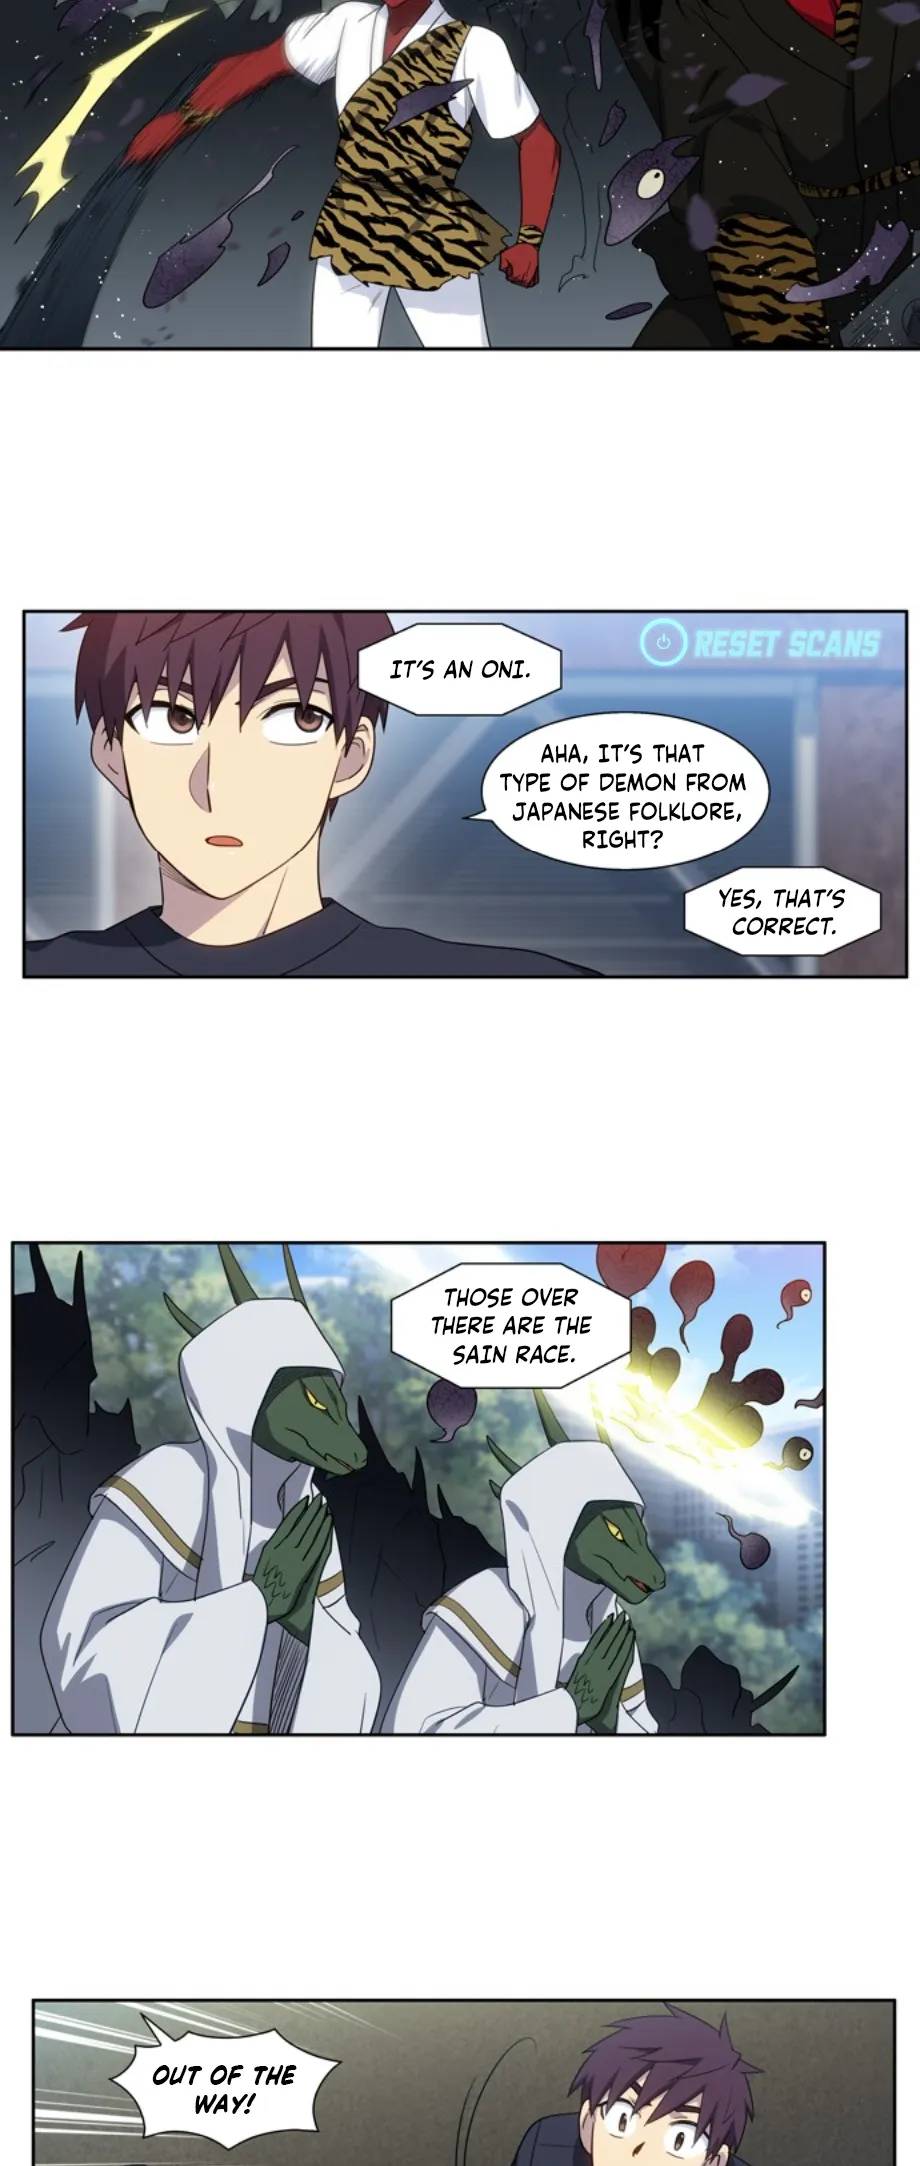 RESET SCANS
IT'S AN ONI.
AHA, IT'S THAT
TYPE OF DEMON FROM
JAPANESE FOLKLORE,
RIGHT?
YES, THAT'S
CORRECT.
THOSE OVER
THERE ARE THE
SAIN RACE.
OUT OF THE
WAY!